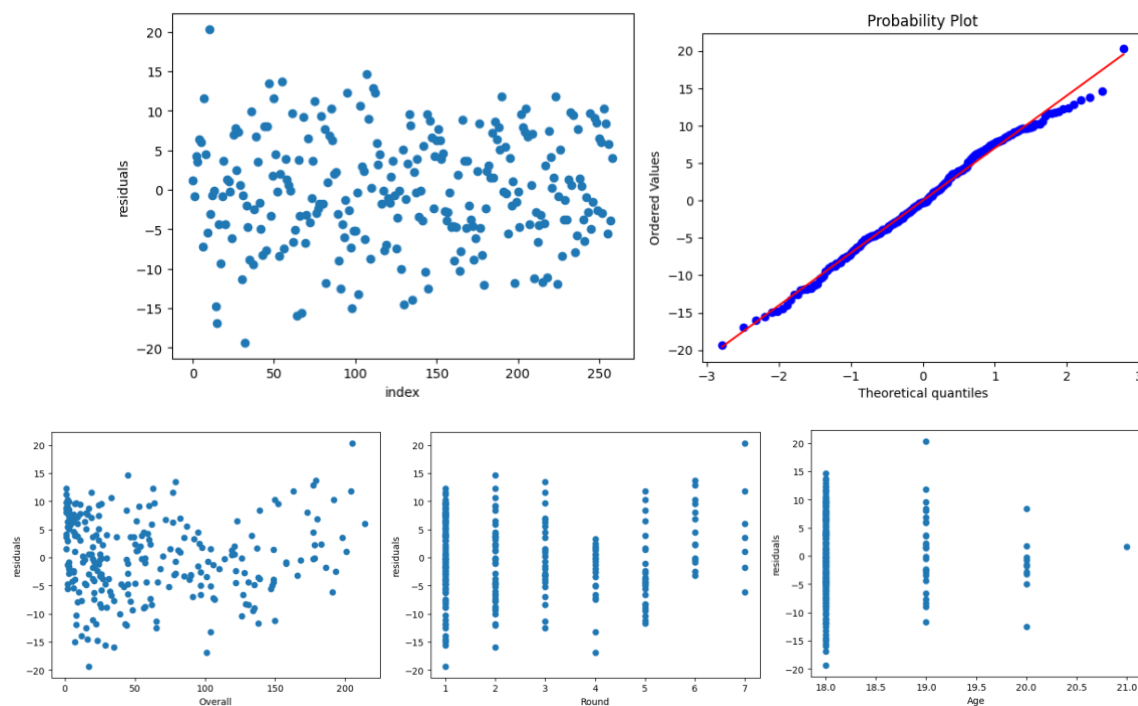 Probability Plot
20
15
10
5
0
−5
−10
−15
−20
residuals
0 50 100 150 200 250
index
20
15
10
5
0
−5
−10
−15
−20
Ordered Values
−3 −2 −1 0 1 2 3
Theoretical quantiles
20
15
10
5
0
−5
−10
−15
−20
residuals
0 50 100 150 200
Overall
20
15
10
5
0
−5
−10
−15
−20
residuals
1 2 3 4 5 6 7
Round
20
15
10
5
0
−5
−10
−15
−20
residuals
18.0 18.5 19.0 19.5 20.0 20.5 21.0
Age